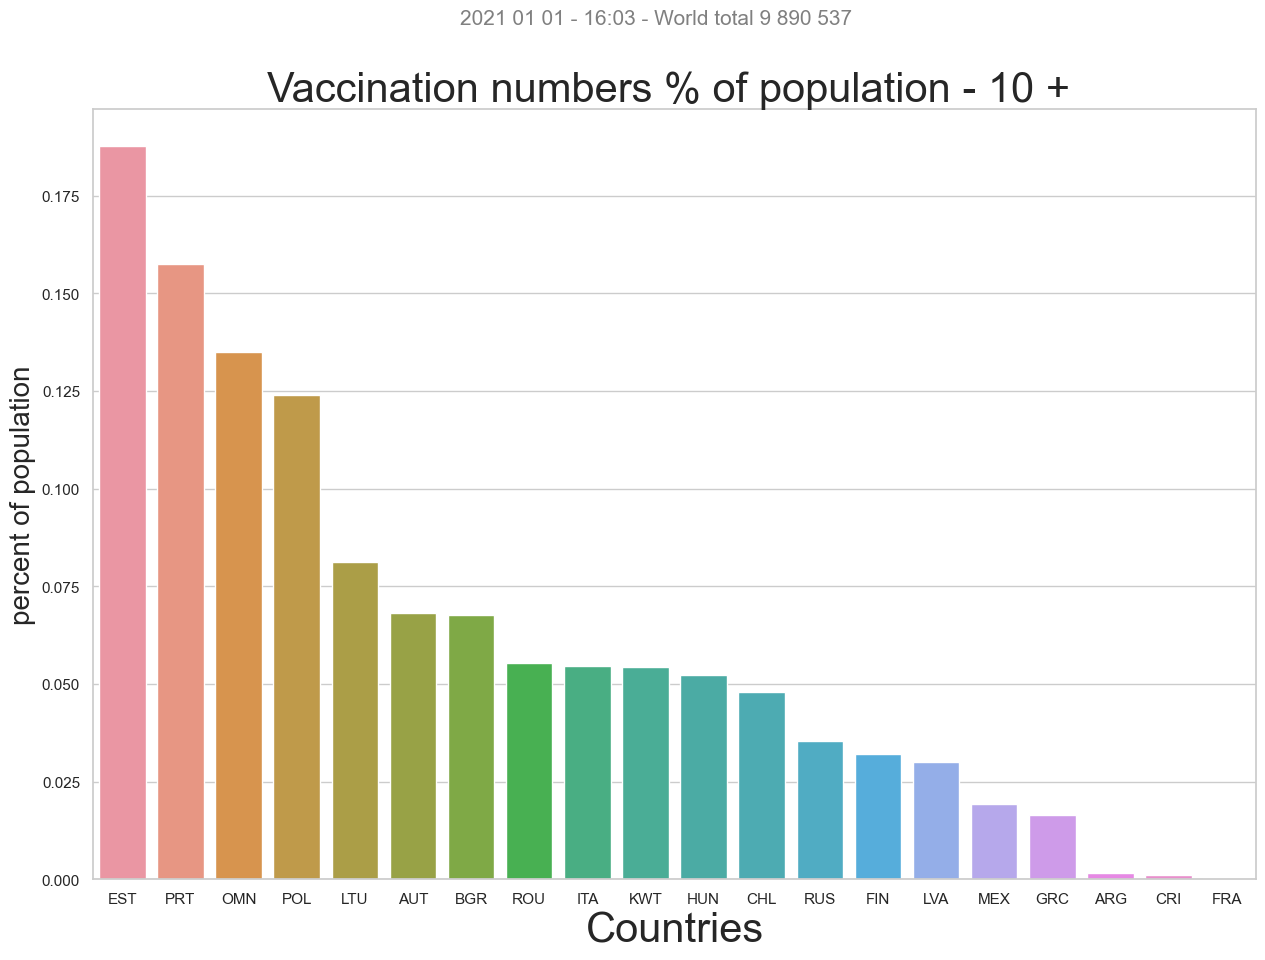 2021 01 01 - 16:03 - World total 9 890 537
Vaccination numbers % of population - 10 +
percent of population
0.175
0.150
0.125
0.100
0.075
0.050
0.025
0.000
EST PRT OMN POL LTU AUT BGR ROU ITA KWT HUN CHL RUS FIN LVA MEX GRC ARG CRI FRA
Countries